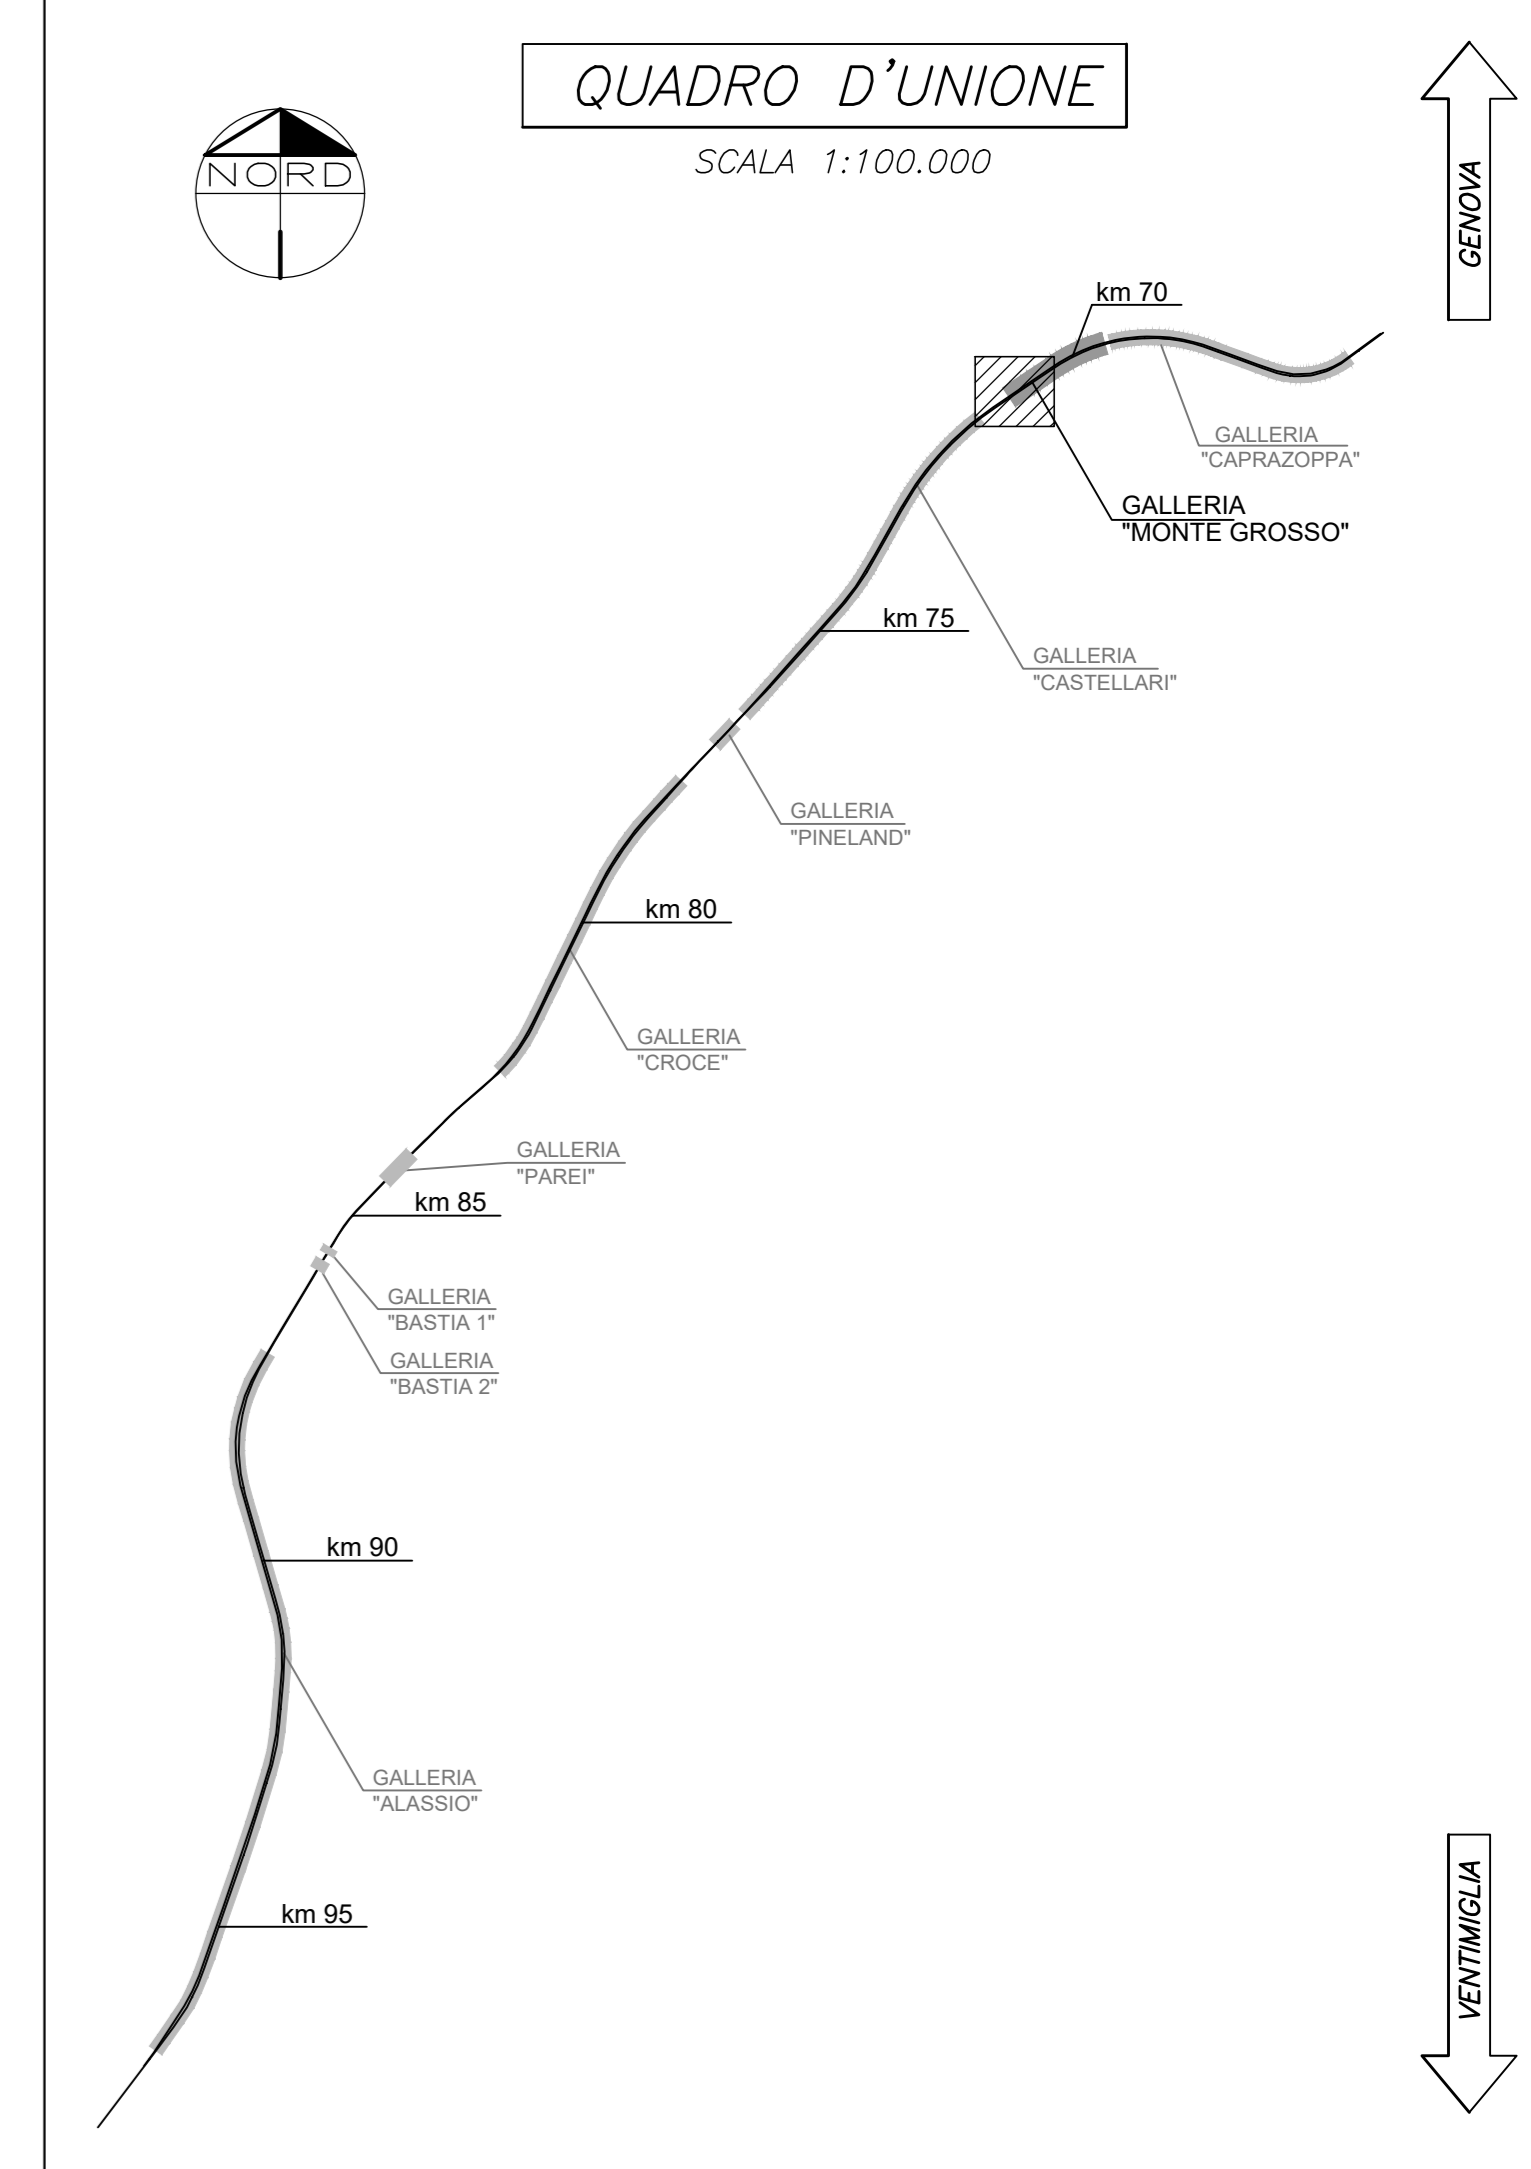 QUADRO D'UNIONE
SCALA 1:100.000
NORD
GENOVA
km 70
GALLERIA
"CAPRAZOPPA"
GALLERIA
"MONTE GROSSO"
km 75
GALLERIA
"CASTELLARI"
GALLERIA
"PINELAND"
km 80
GALLERIA
"CROCE"
GALLERIA
"PAREI"
km 85
GALLERIA
"BASTIA 1"
GALLERIA
"BASTIA 2"
km 90
GALLERIA
"ALASSIO"
km 95
VENTIMIGLIA